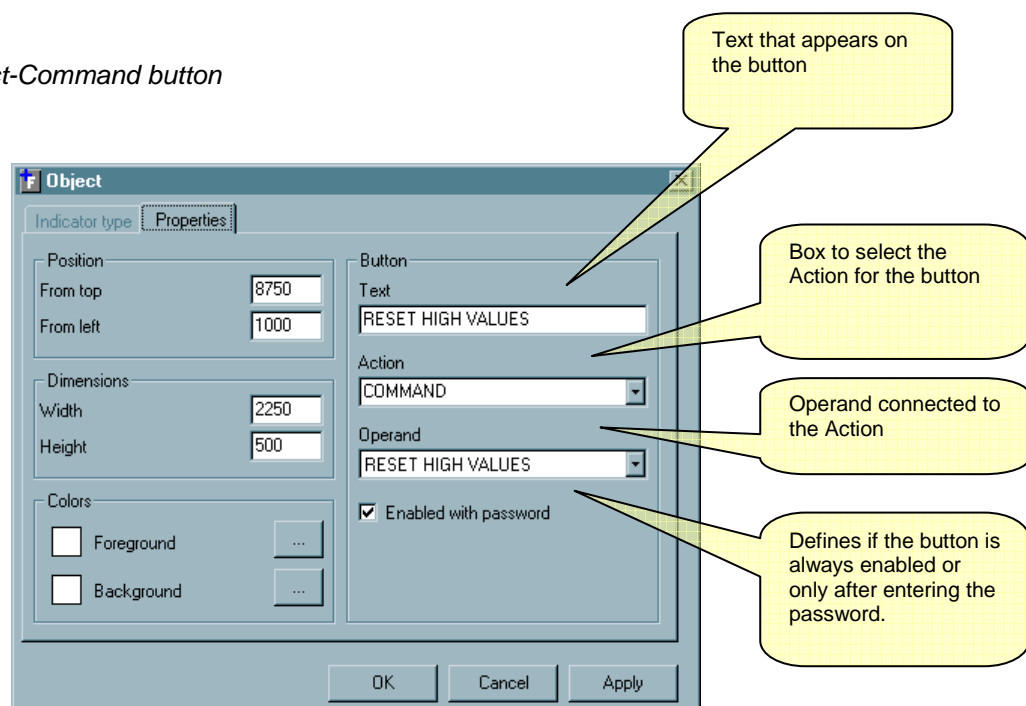 Text that appears on
the button
-Command button
Object
Indicator type Properties
Position
From top 8750
From left 1000
Dimensions
Width 2250
Height 500
Colors
Foreground ...
Background ...
Button
Text
RESET HIGH VALUES
Action
COMMAND
Operand
RESET HIGH VALUES
Enabled with password
Box to select the
Action for the button
Operand connected to
the Action
Defines if the button is
always enabled or
only after entering the
password.
OK Cancel Apply